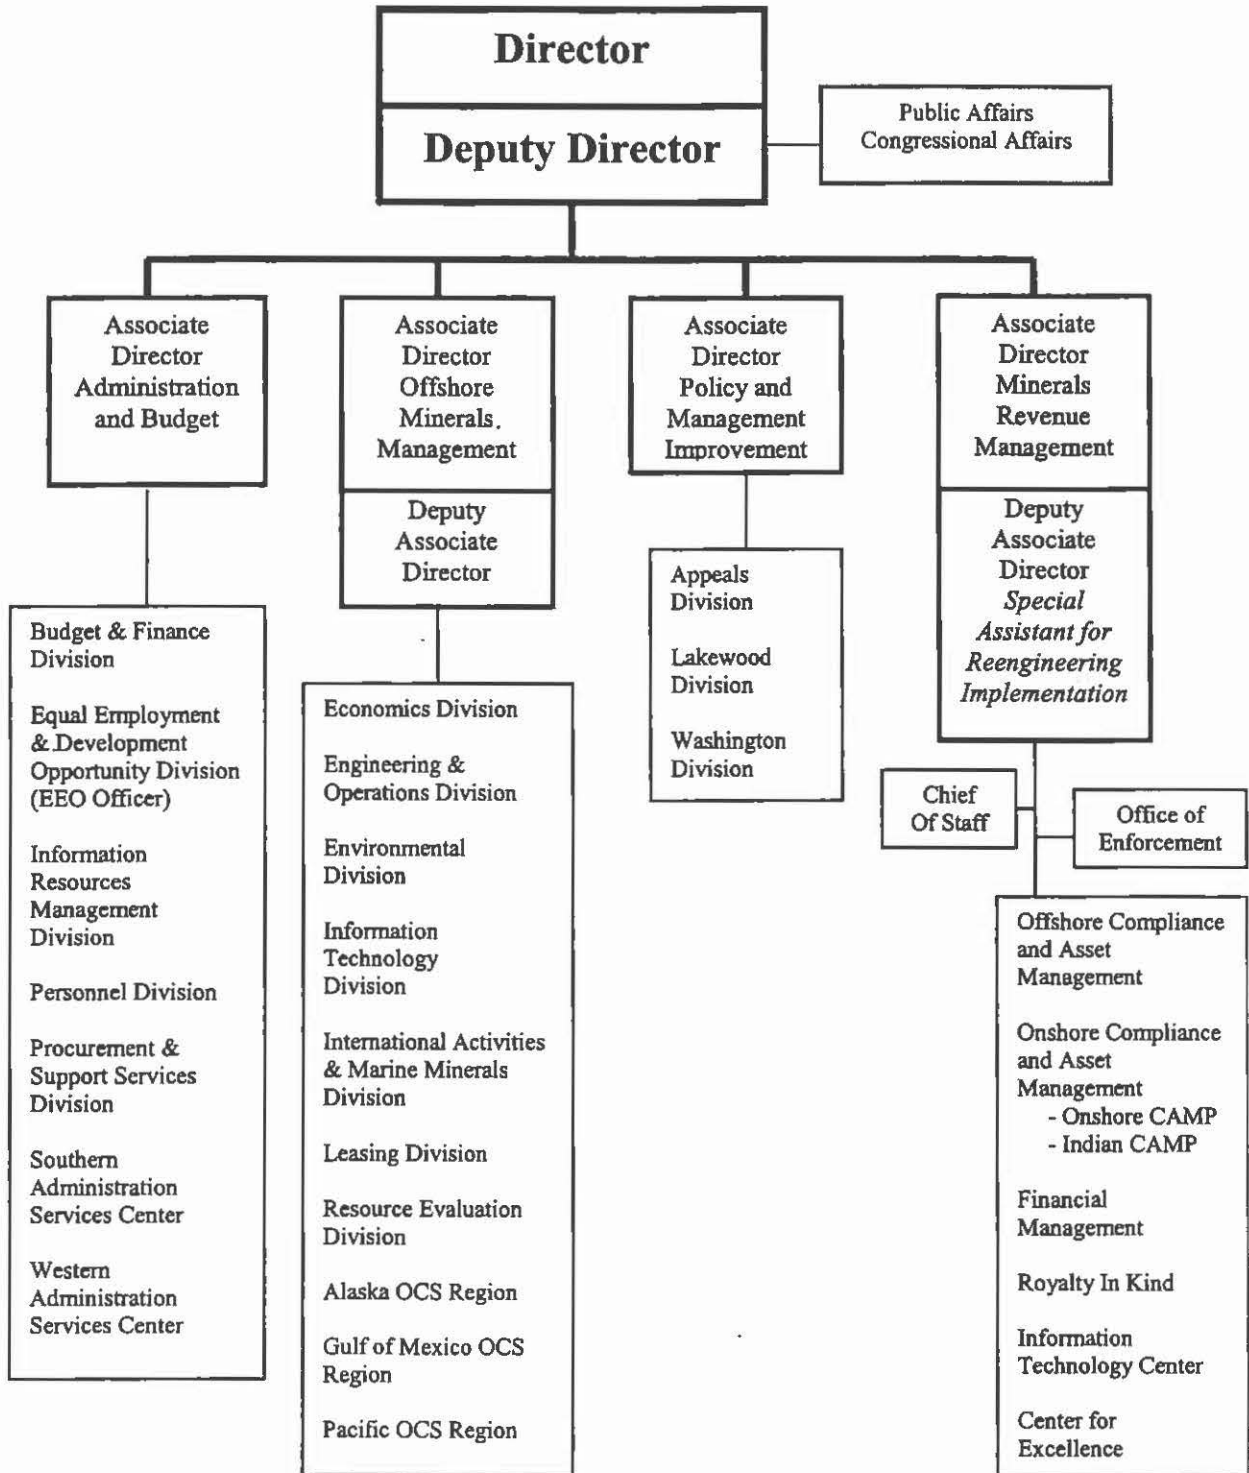 Director
Deputy Director
Public Affairs
Congressional Affairs
Associate
Director
Administration
and Budget
Associate
Director
Offshore
Minerals.
Management
Deputy
Associate
Director
Associate
Director
Policy and
Management
Improvement
Associate
Director
Minerals
Revenue
Management
Deputy
Associate
Director
Special
Assistant for
Reengineering
Implementation
Budget & Finance
Division
Equal Employment
& Development
Opportunity Division
(EEO Officer)
Information
Resources
Management
Division
Personnel Division
Procurement &
Support Services
Division
Southern
Administration
Services Center
Western
Administration
Services Center
Economics Division
Engineering &
Operations Division
Environmental
Division
Information
Technology
Division
International Activities
& Marine Minerals
Division
Leasing Division
Resource Evaluation
Division
Alaska OCS Region
Gulf of Mexico OCS
Region
Pacific OCS Region
Appeals
Division
Lakewood
Division
Washington
Division
Chief
Of Staff
Office of
Enforcement
Offshore Compliance
and Asset
Management
Onshore Compliance
and Asset
Management
- Onshore CAMP
- Indian CAMP
Financial
Management
Royalty In Kind
Information
Technology Center
Center for
Excellence